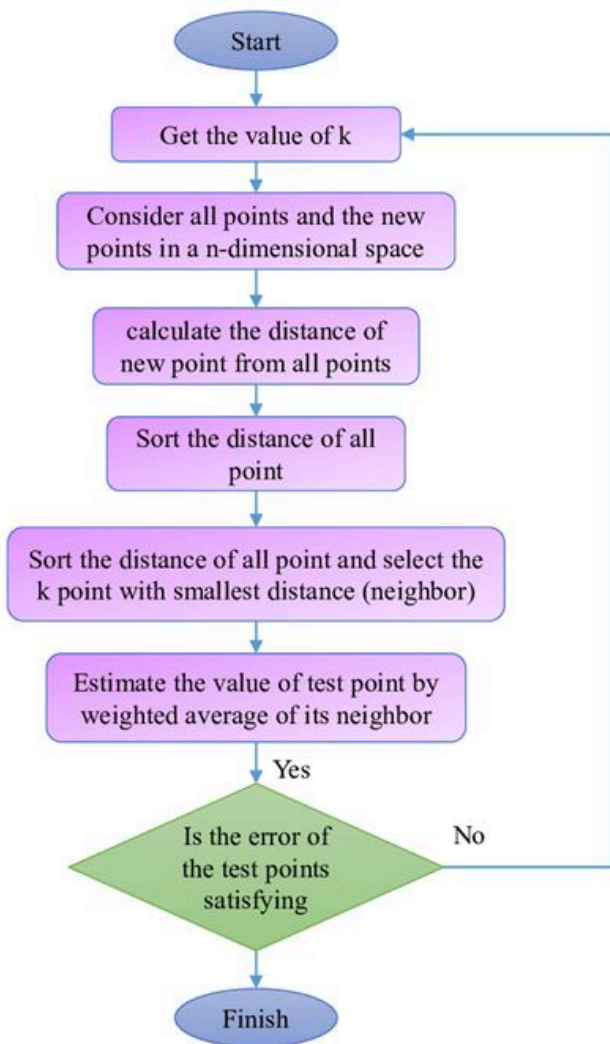 Start
Get the value of k
Consider all points and the new
points in a n-dimensional space
calculate the distance of
new point from all points
Sort the distance of all
point
Sort the distance of all point and select the
k point with smallest distance (neighbor)
Estimate the value of test point by
weighted average of its neighbor
Yes
Is the error of
the test points
satisfying
No
Finish